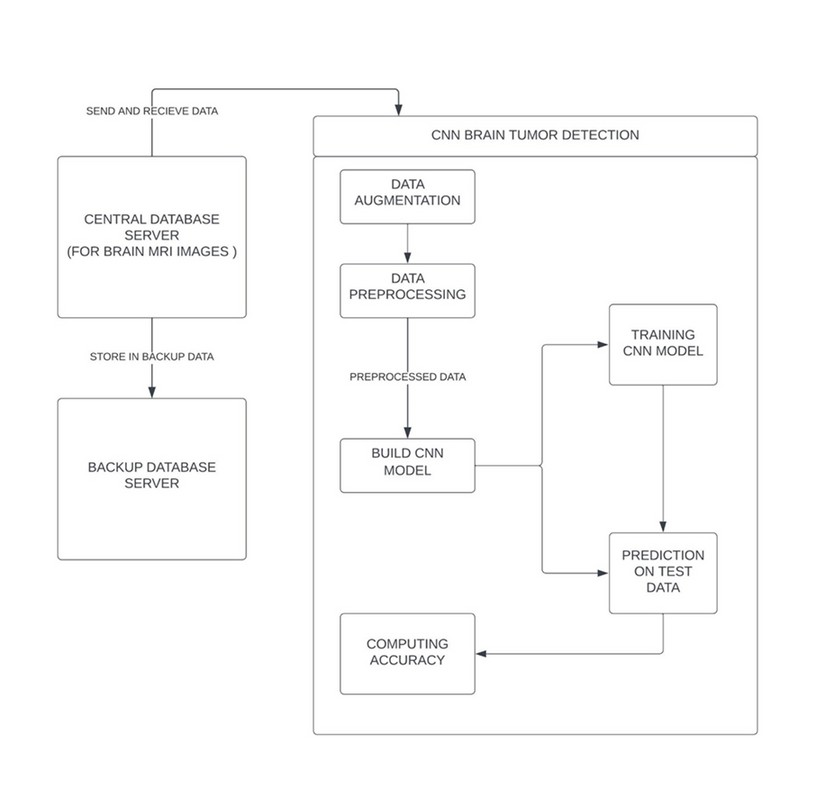 SEND AND RECIEVE DATA
CNN BRAIN TUMOR DETECTION
CENTRAL DATABASE
SERVER
(FOR BRAIN MRI IMAGES )
STORE IN BACKUP DATA
BACKUP DATABASE
SERVER
DATA
AUGMENTATION
DATA
PREPROCESSING
PREPROCESSED DATA
BUILD CNN
MODEL
TRAINING
CNN MODEL
PREDICTION
ON TEST
DATA
COMPUTING
ACCURACY